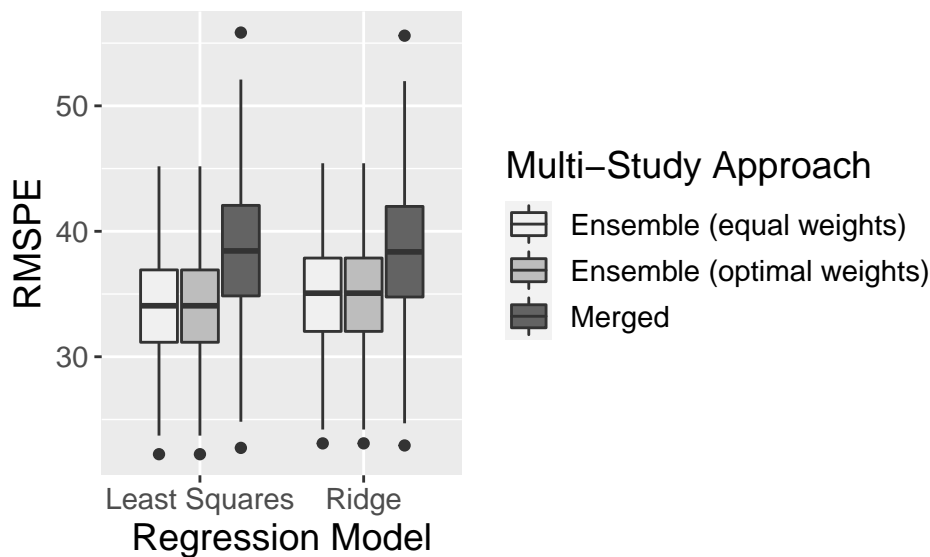 RMSPE
50
40
30
Least Squares
Ridge
Regression Model
Multi−Study Approach
Ensemble (equal weights)
Ensemble (optimal weights)
Merged